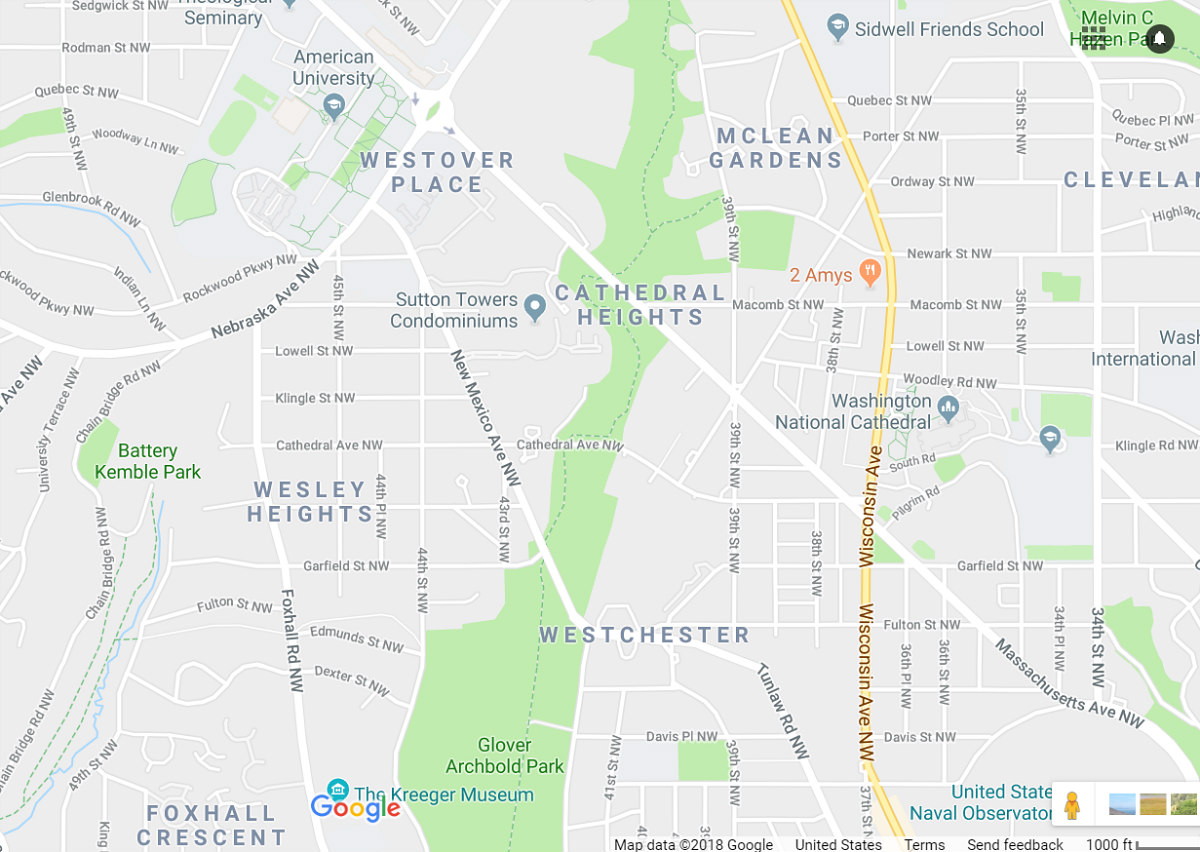 Theological
Seminary
Sedgwick St NW
Rodman St NW
American
University
Quebec St NW
49th St NW
Woodway Ln NW
Glenbrook Rd NW
WESTOVER
PLACE
Sidwell Friends School
Melvin C
Hazen Park
MCLEAN
GARDENS
Quebec St NW
Porter St NW
Ordway St NW
35th St NW
Quebec Pl NW
Porter St NW
CLEVELAN
Highlan
39th St NW
Newark St NW
2 Amys
Rockwood Pkwy NW
Indian Ln NW
ckwood Pkwy NW
Nebraska Ave NW
45th St NW
Sutton Towers
Condominiums
CATHEDRAL
HEIGHTS
Macomb St NW
Macomb St NW
35th St NW
38th St NW
Lowell St NW
Wash
International
Lowell St NW
New Mexico Ave NW
Woodley Rd NW
Ave NW
University Terrace NW
Chain Bridge Rd NW
Klingle St NW
Washington
National Cathedral
Cathedral Ave NW
Cathedral Ave NW
39th St NW
Klingle Rd NW
Battery
Kemble Park
South Rd
Wisconsin Ave
Pilgrim Rd
WESLEY
HEIGHTS
44th Pl NW
43rd St NW
39th St NW
38th St NW
Chain Bridge Rd NW
44th St NW
Garfield St NW
Garfield St NW
Foxhall Rd NW
Fulton St NW
Edmunds St NW
Dexter St NW
WESTCHESTER
Wisconsin Ave NW
Fulton St NW
36th Pl NW
36th St NW
34th Pl NW
34th St NW
Massachusetts Ave NW
Tunlaw Rd NW
Chain Bridge Rd NW
49th St NW
Glover
Archbold Park
41st St NW
Davis Pl NW
39th St NW
Davis St NW
37th St NW
The Kreeger Museum
Google
FOXHALL
CRESCENT
King
United State
Naval Observator
40
39
Map data ©2018 Google United States Terms Send feedback 1000 ft